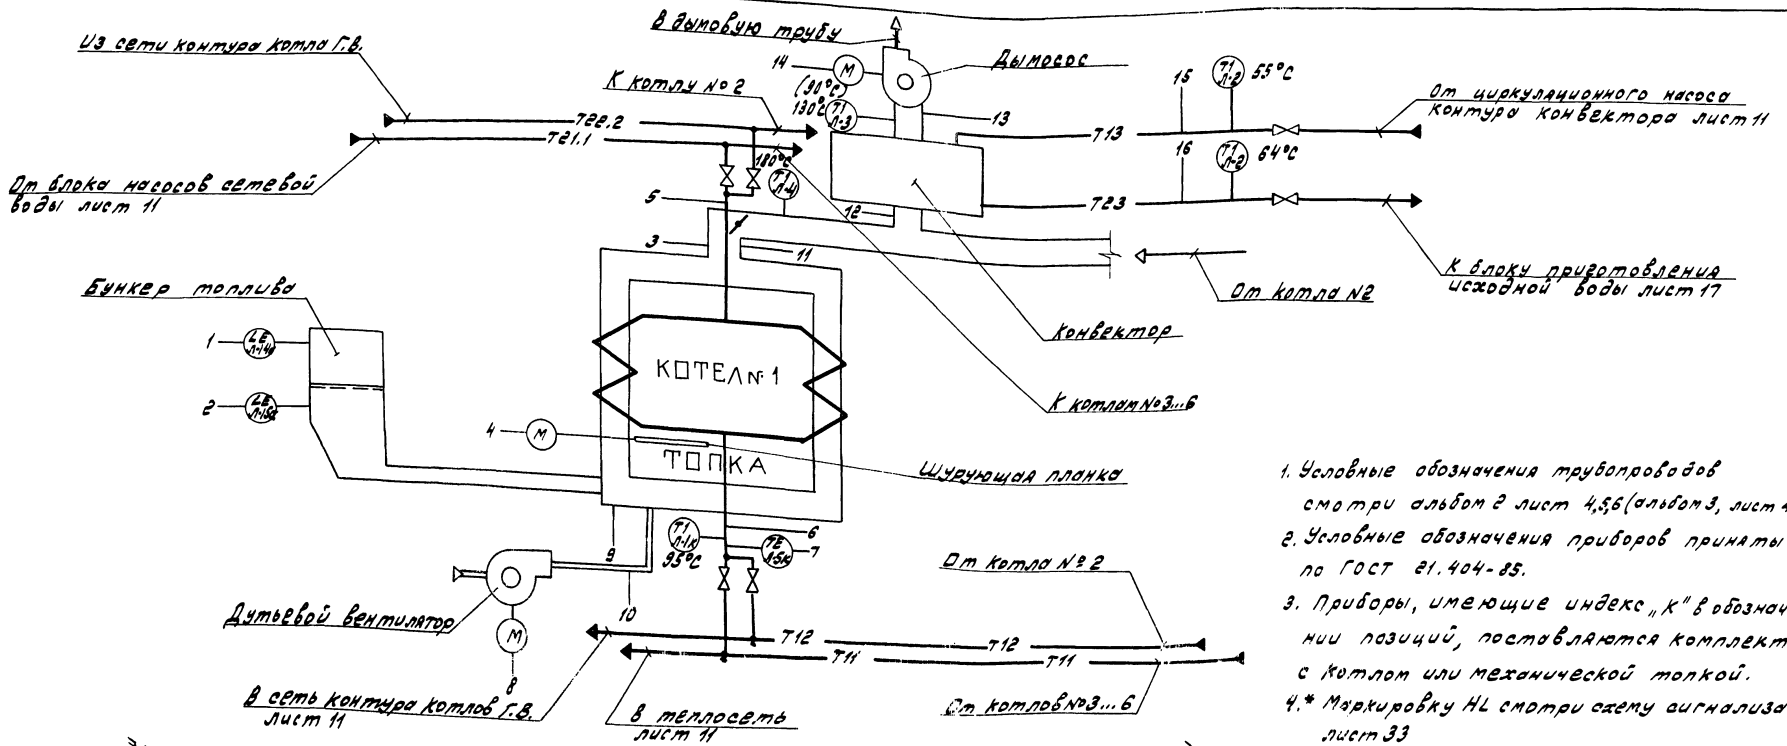 В дымовую трубу
Из сети контура котла Г.В.
14
М
Дымосос
15
Т1
Л-2
55°С
К котлу №2
(90°С)
130°С
Т1
Л-3
13
От циркуляционного насоса
контура конвектора лист 11
Т22.2
Т21.1
Т13
16
Т1
Л-2
64°С
180°С
Т1
Л-4
От блока насосов сетевой
воды лист 11
5
12
Т23
3
11
Бункер топлива
От котла №2
К блоку приготовления
исходной воды лист 17
1
LE
Л-14а
Конвектор
КОТЕЛ №1
2
LE
Л-15а
К котлам №3...6
4
М
ТОПКА
Шурующая планка
1. Условные обозначения трубопроводов
смотри альбом 2 лист 4,5,6 (альбом 3, лист 4
2. Условные обозначения приборов приняты
по ГОСТ 21.404-85.
3. Приборы, имеющие индекс „К" в обознач
нии позиций, поставляются комплект
с котлом или механической топкой.
4.* Маркировку HL смотри схему сигнализа
лист 33
Т1
Л-1к
95°С
6
ТЕ
Л-5к
7
9
10
От котла №2
Дутьевой вентилятор
М
8
Т12
Т12
Т11
Т11
В сеть контура котлов Г.В.
лист 11
В теплосеть
лист 11
От котлов №3...6